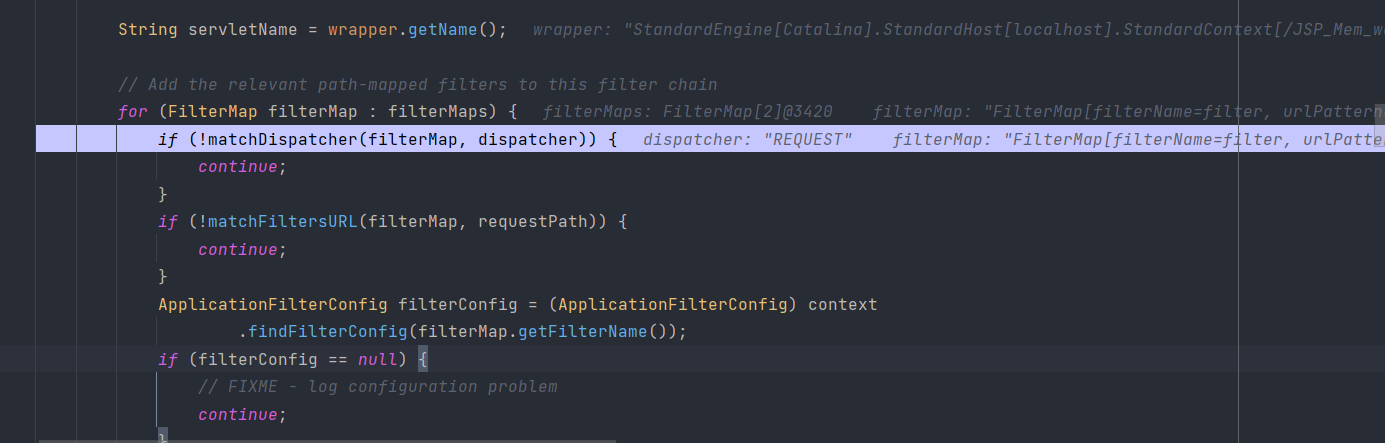 String servletName = wrapper.getName();   wrapper: "StandardEngine[Catalina].StandardHost[localhost].StandardContext[/JSP_Mem_w
// Add the relevant path-mapped filters to this filter chain
for (FilterMap filterMap : filterMaps) {   filterMaps: FilterMap[2]@3420   filterMap: "FilterMap[filterName=filter, urlPattern
if (!matchDispatcher(filterMap, dispatcher)) {   dispatcher: "REQUEST"   filterMap: "FilterMap[filterName=filter, urlPatter
continue;
}
if (!matchFiltersURL(filterMap, requestPath)) {
continue;
}
ApplicationFilterConfig filterConfig = (ApplicationFilterConfig) context
.findFilterConfig(filterMap.getFilterName());
if (filterConfig == null) {
// FIXME - log configuration problem
continue;
}